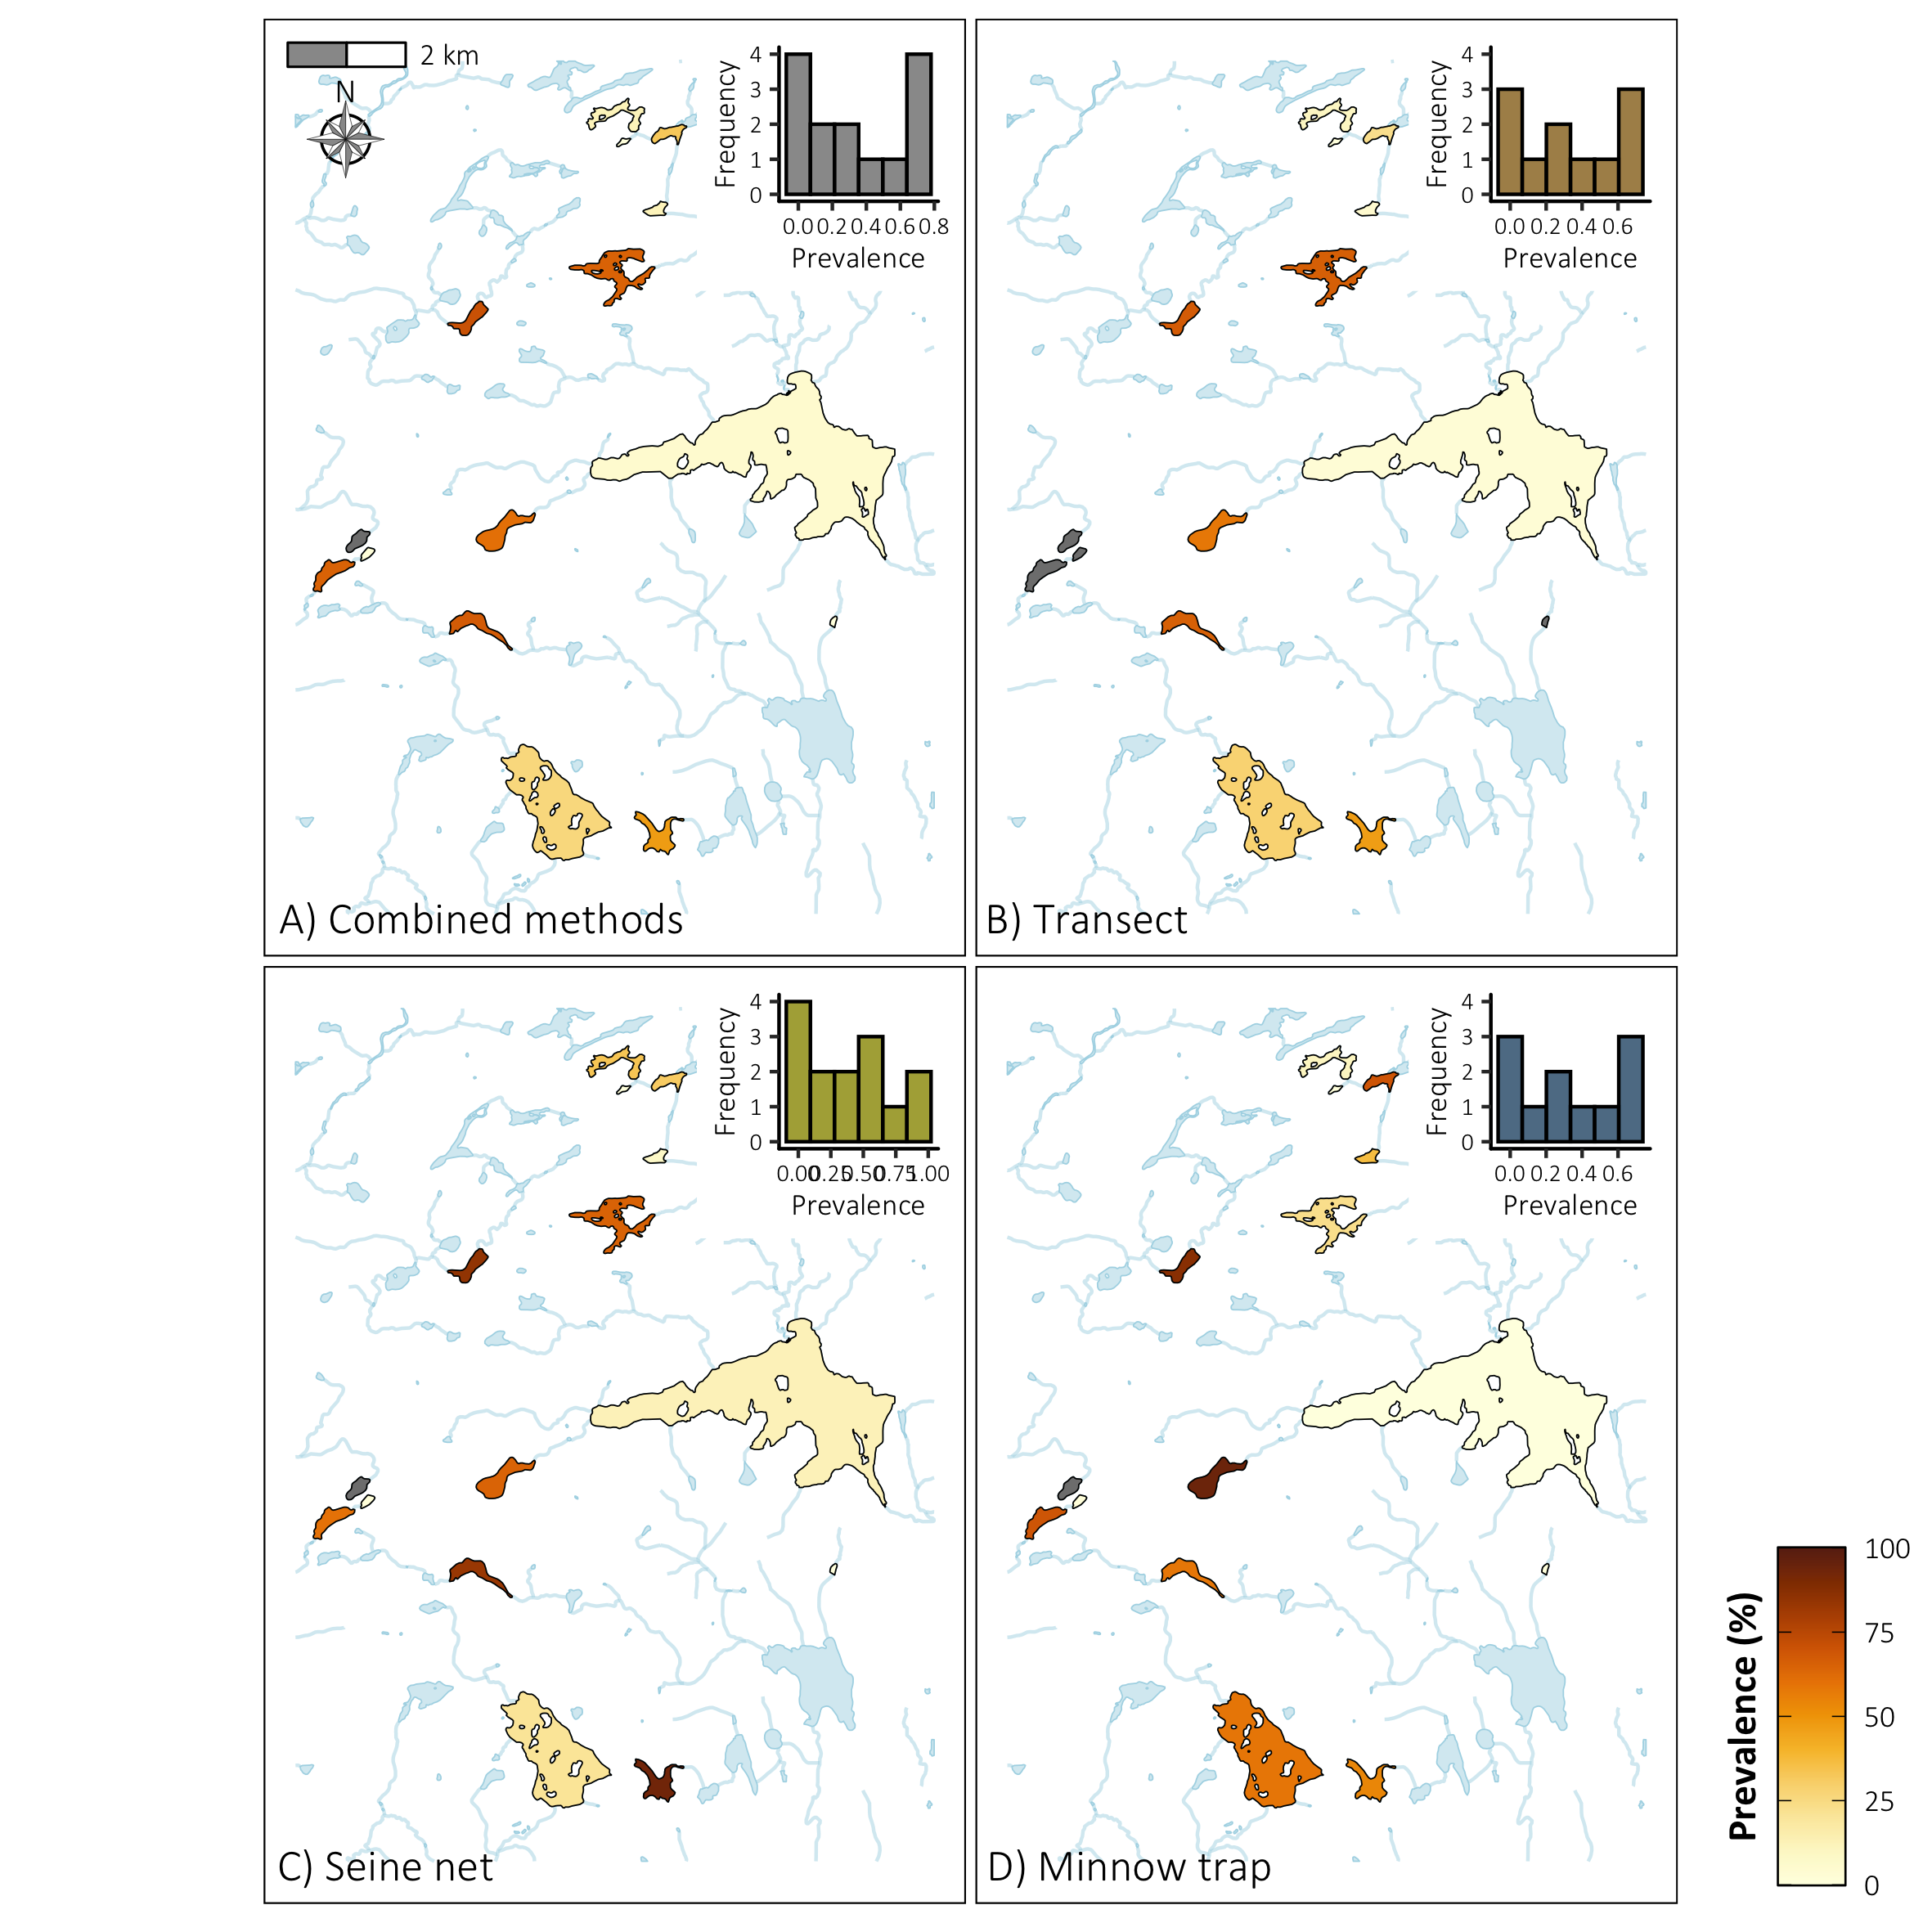 2 km
N
Frequency
4
3
2
1
0
0.0 0.2 0.4 0.6 0.8
Prevalence
A) Combined methods
Frequency
4
3
2
1
0
0.0 0.2 0.4 0.6
Prevalence
B) Transect
Frequency
4
3
2
1
0
0.00 0.25 0.50 0.75 1.00
Prevalence
C) Seine net
Frequency
4
3
2
1
0
0.0 0.2 0.4 0.6
Prevalence
D) Minnow trap
Prevalence (%)
100
75
50
25
0